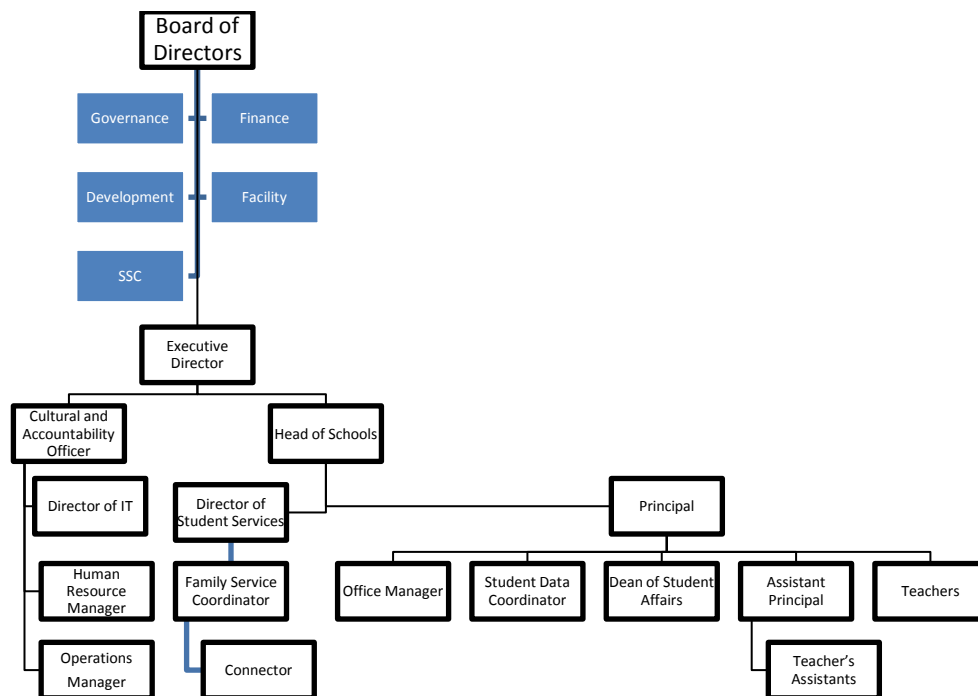 Board of
Directors
Governance
Finance
Development
Facility
SSC
Executive
Director
Cultural and
Accountability
Officer
Head of Schools
Director of IT
Director of
Student Services
Principal
Human
Resource
Manager
Family Service
Coordinator
Office Manager
Student Data
Coordinator
Dean of Student
Affairs
Assistant
Principal
Teachers
Operations
Manager
Connector
Teacher's
Assistants